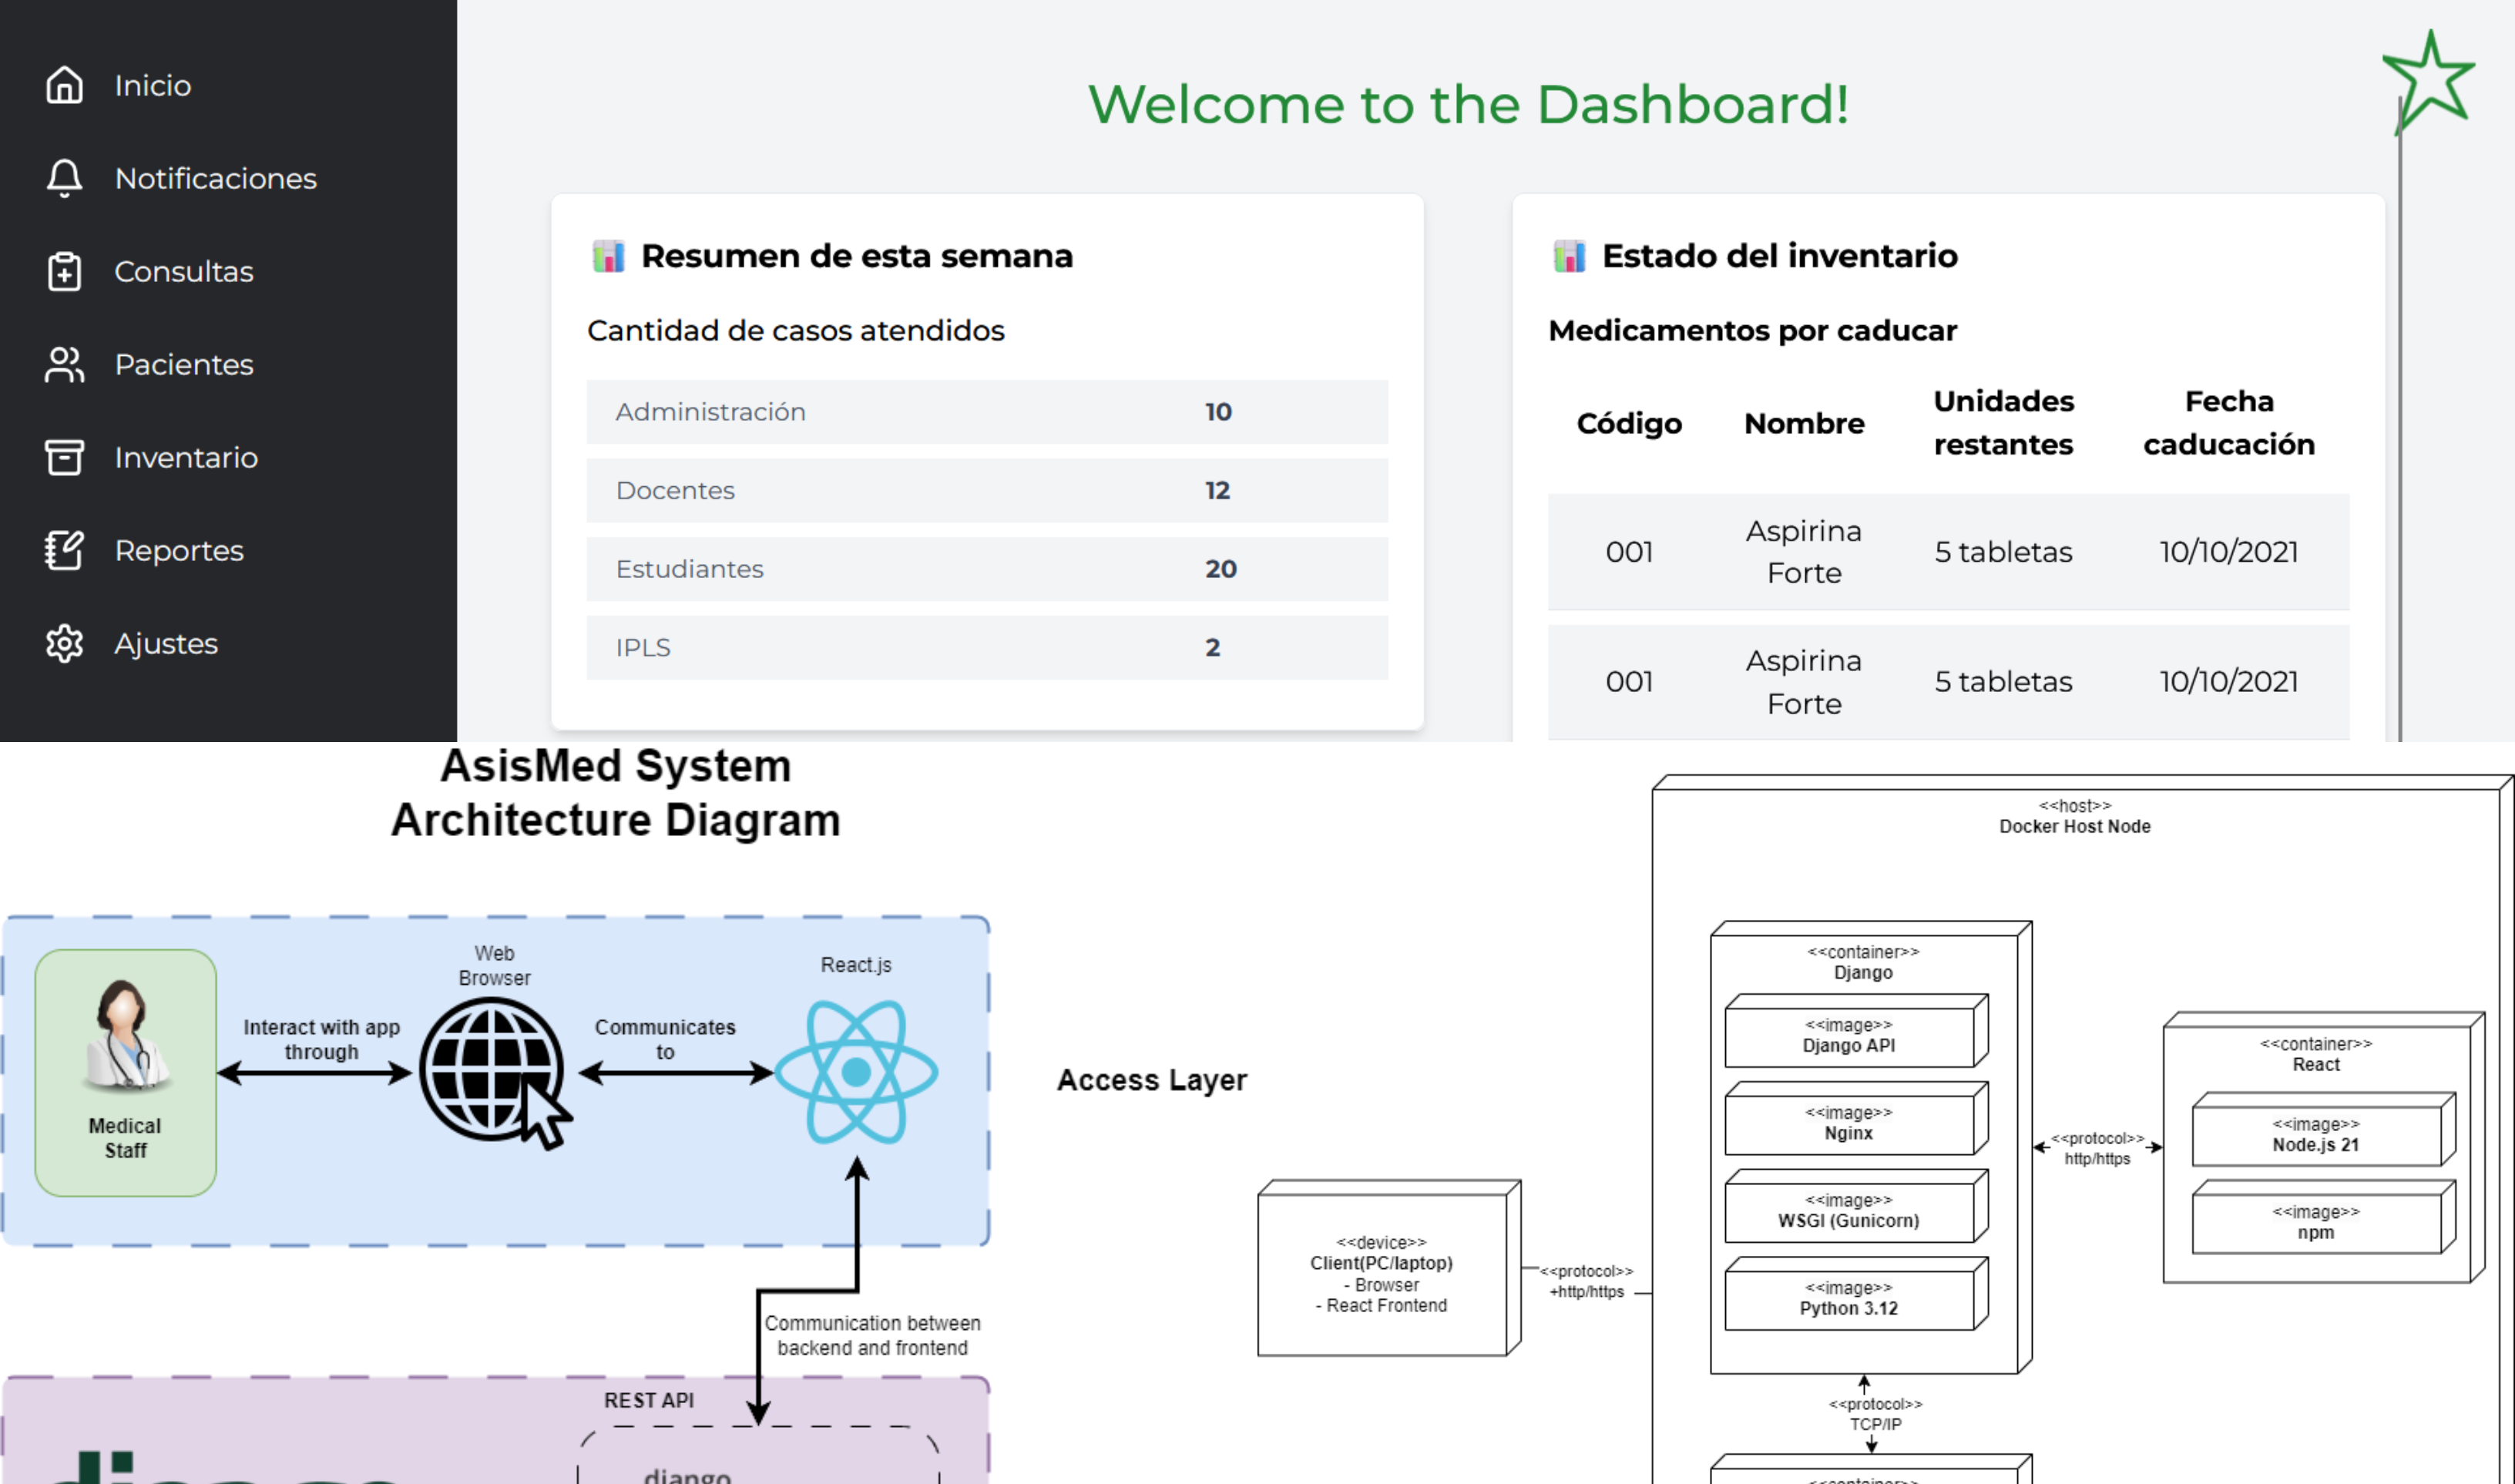 Inicio
Notificaciones
Consultas
Pacientes
Inventario
Reportes
Ajustes
Welcome to the Dashboard!
Resumen de esta semana
Cantidad de casos atendidos
Administración 10
Docentes 12
Estudiantes 20
IPLS 2
Estado del inventario
Medicamentos por caducar
Código Nombre Unidades restantes Fecha caducación
001 Aspirina Forte 5 tabletas 10/10/2021
001 Aspirina Forte 5 tabletas 10/10/2021
AsisMed System
Architecture Diagram
Medical
Staff
Interact with app
through
Web
Browser
Communicates
to
React.js
Access Layer
Communication between
backend and frontend
REST API
django
django
<<device>>
Client(PC/laptop)
- Browser
- React Frontend
<<protocol>>
+http/https
<<host>>
Docker Host Node
<<container>>
Django
<<image>>
Django API
<<image>>
Nginx
<<image>>
WSGI (Gunicorn)
<<image>>
Python 3.12
<<protocol>>
http/https
<<container>>
React
<<image>>
Node.js 21
<<image>>
npm
<<protocol>>
TCP/IP
<<container>>